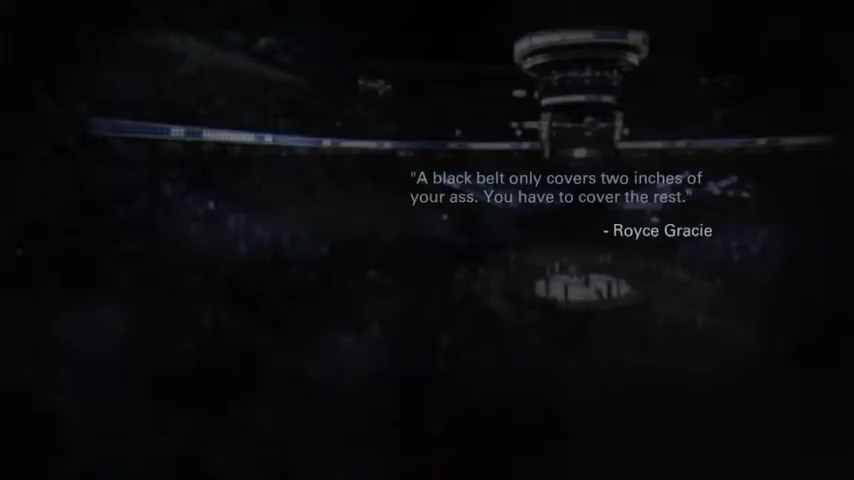 "A black belt only covers two inches of
your ass. You have to cover the rest."
- Royce Gracie